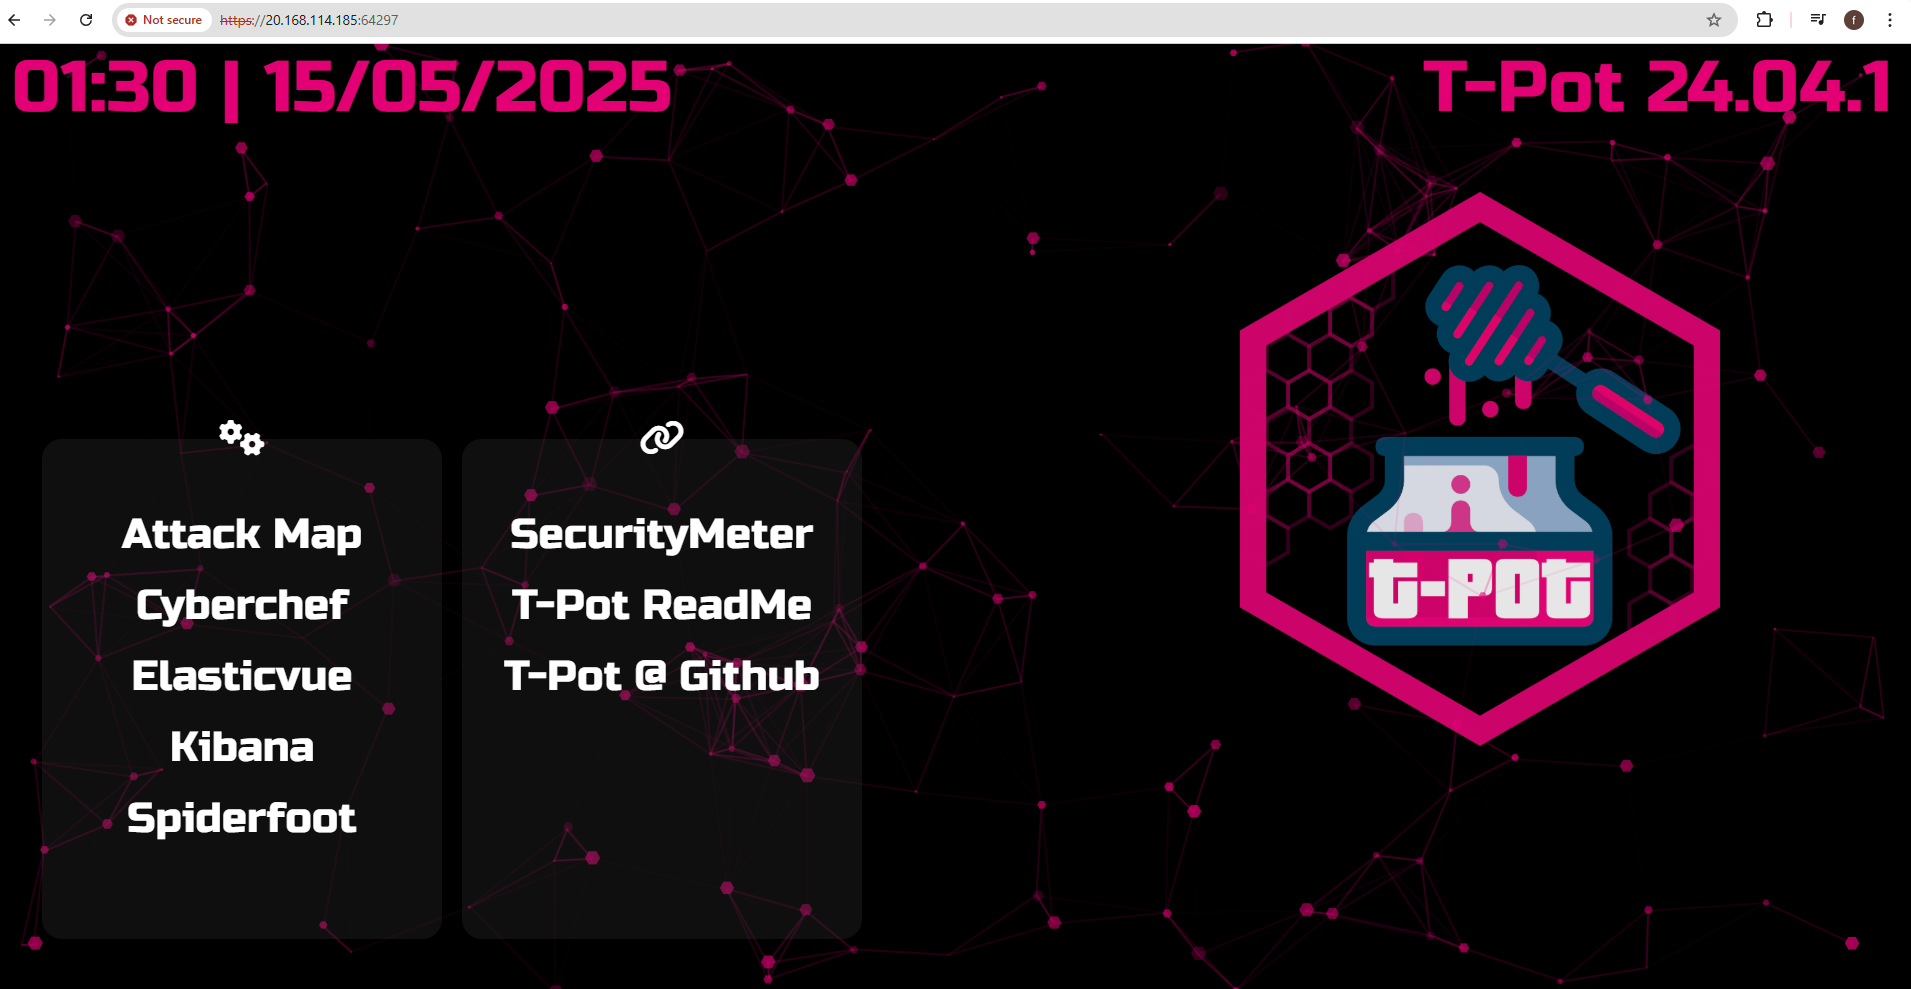 Not secure https://20.168.114.185:64297
f
01:30 | 15/05/2025
T-Pot 24.04.1
Attack Map
Cyberchef
Elasticvue
Kibana
Spiderfoot
SecurityMeter
T-Pot ReadMe
T-Pot @ Github
t-pot